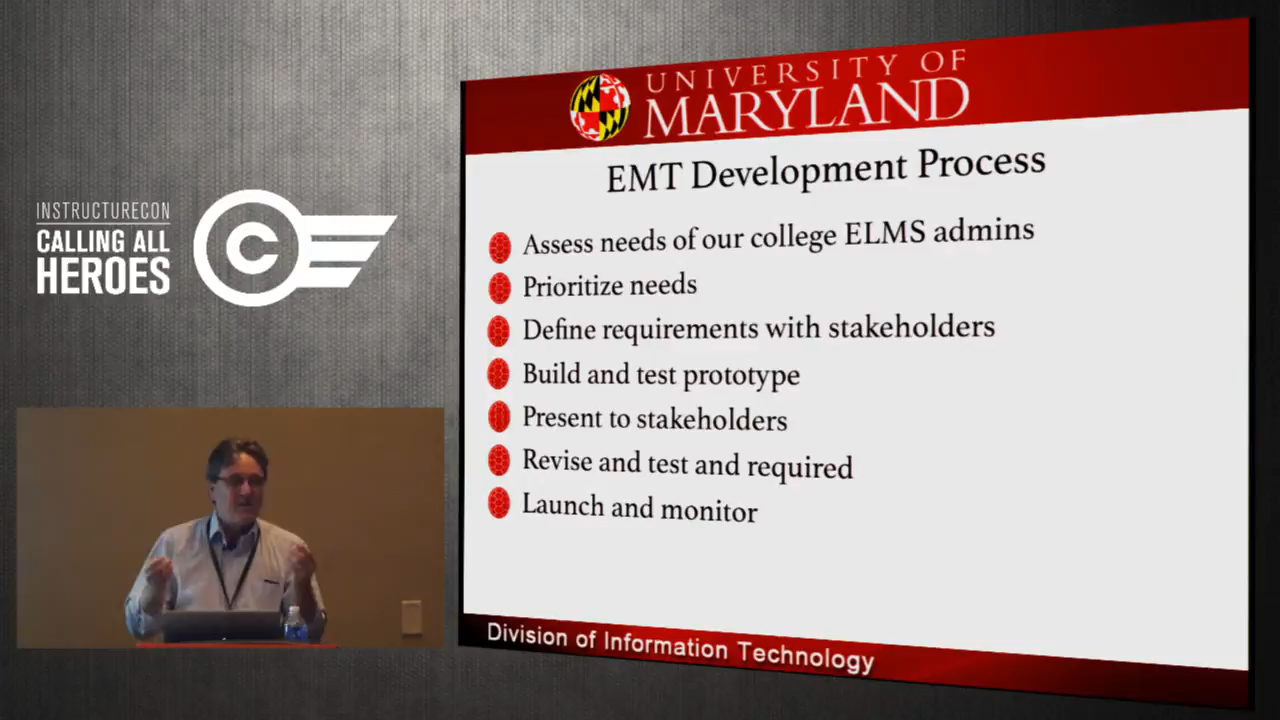 INSTRUCTURECON
CALLING ALL
HEROES
C
UNIVERSITY OF
MARYLAND
EMT Development Process
Assess needs of our college ELMS admins
Prioritize needs
Define requirements with stakeholders
Build and test prototype
Present to stakeholders
Revise and test and required
Launch and monitor
Division of Information Technology